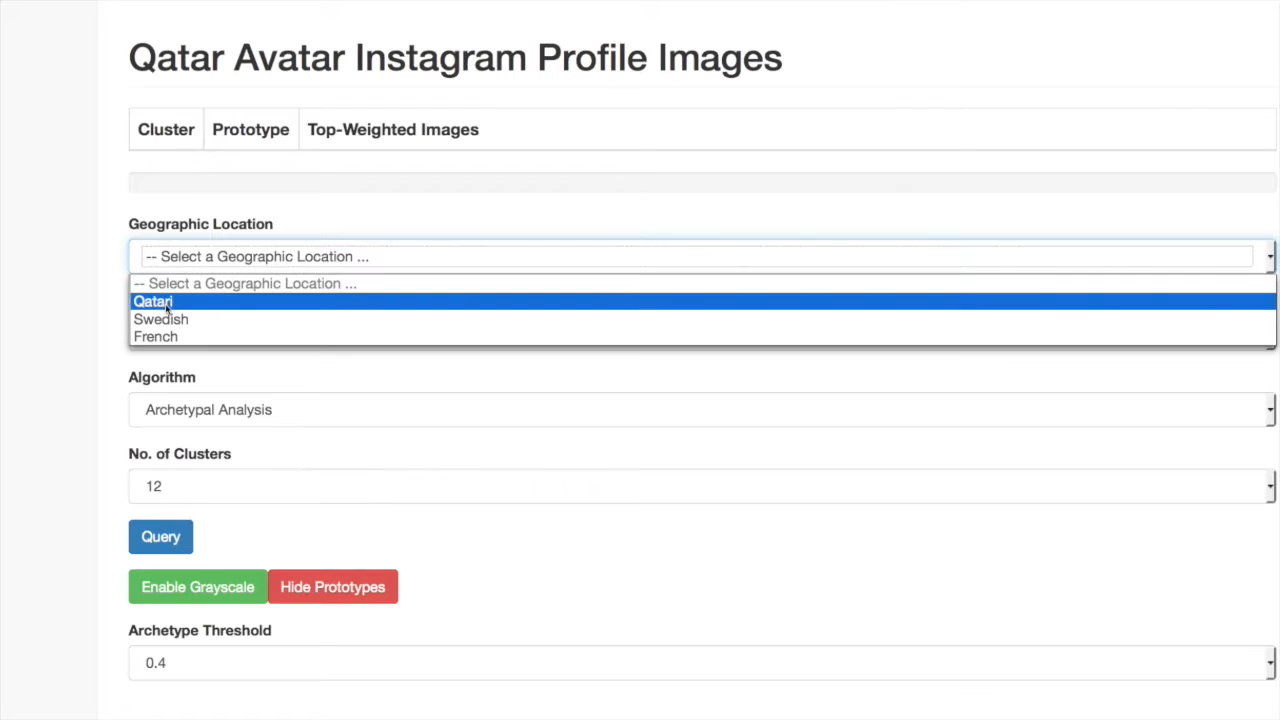 Qatar Avatar Instagram Profile Images
Cluster Prototype Top-Weighted Images
Geographic Location
-- Select a Geographic Location ...
-- Select a Geographic Location ...
Qatari
Swedish
French
Algorithm
Archetypal Analysis
No. of Clusters
12
Query
Enable Grayscale Hide Prototypes
Archetype Threshold
0.4